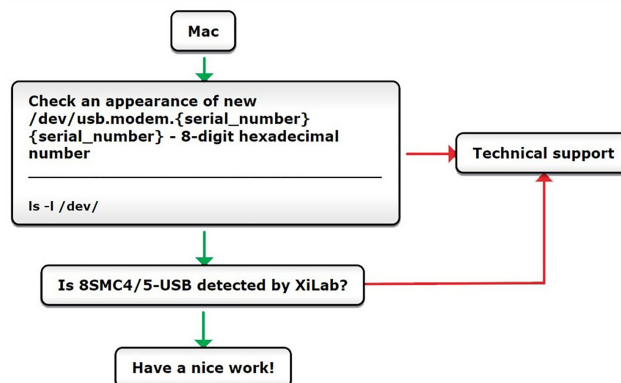 Mac
Check an appearance of new
/dev/usb.modem.{serial_number}
{serial_number} - 8-digit hexadecimal
number
ls -l /dev/
Technical support
Is 8SMC4/5-USB detected by XiLab?
Have a nice work!